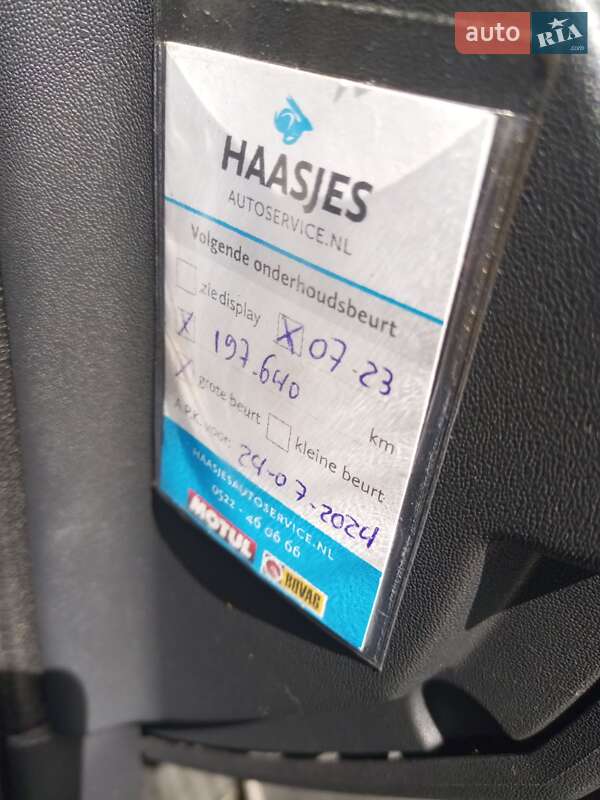 auto RIA.com
HAASJES
AUTOSERVICE.NL
Volgende onderhoudsbeurt
zie display X 07-23
X 197.640 km
X grote beurt kleine beurt
A.P.K. voor: 24-07-2024
HAASJESAUTOSERVICE.NL
0522 - 46 06 66
MOTUL BOVAG